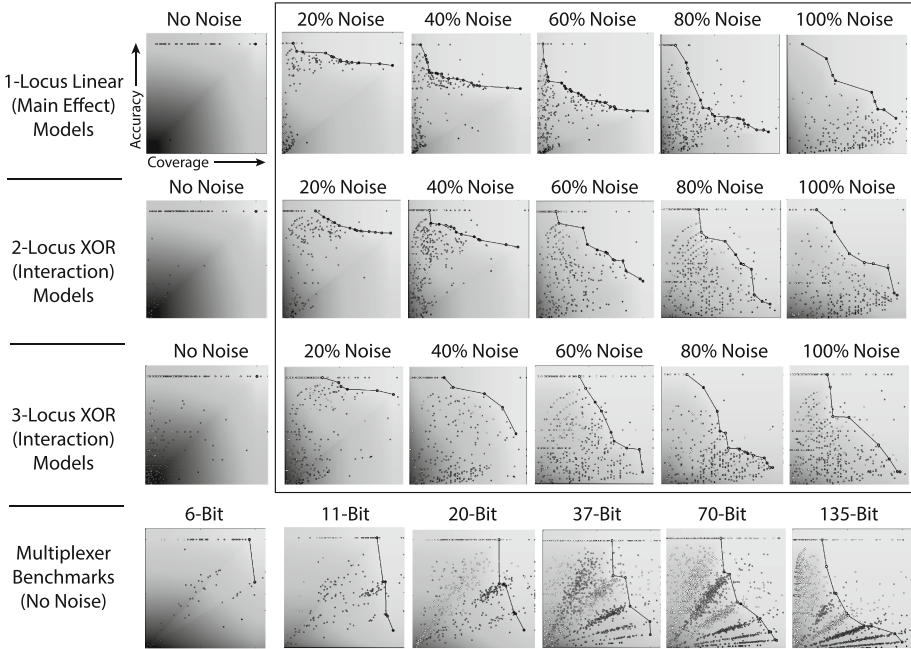 No Noise
20% Noise
40% Noise
60% Noise
80% Noise
100% Noise
1-Locus Linear
(Main Effect)
Models
Accuracy
Coverage
No Noise
20% Noise
40% Noise
60% Noise
80% Noise
100% Noise
2-Locus XOR
(Interaction)
Models
No Noise
20% Noise
40% Noise
60% Noise
80% Noise
100% Noise
3-Locus XOR
(Interaction)
Models
6-Bit
11-Bit
20-Bit
37-Bit
70-Bit
135-Bit
Multiplexer
Benchmarks
(No Noise)